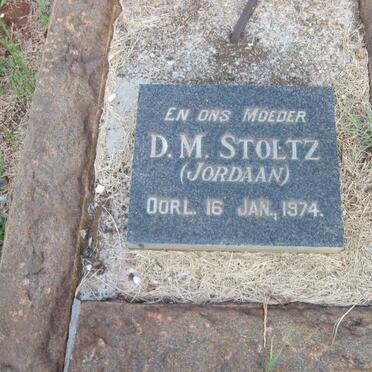 EN ONS MOEDER
D. M. STOLTZ
(JORDAAN)
OORL. 16 JAN., 1974.